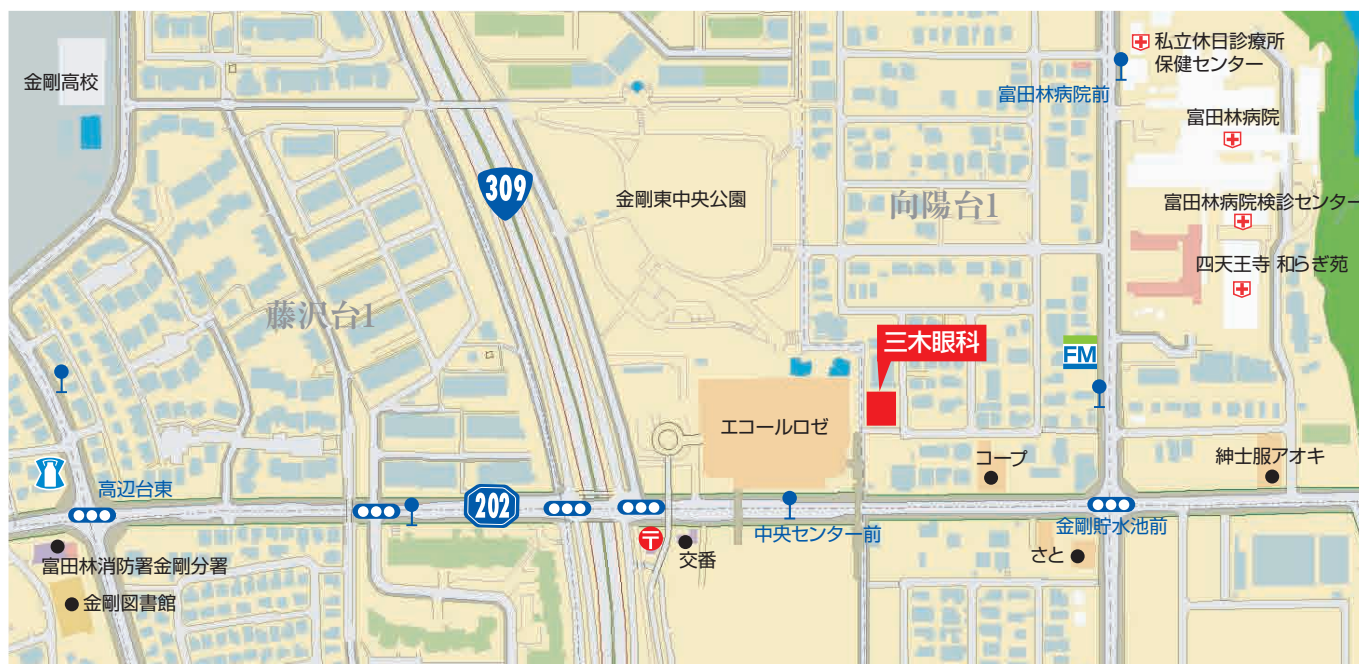 金剛高校
私立休日診療所
保健センター
富田林病院前
富田林病院
309
金剛東中央公園
向陽台1
富田林病院検診センター
四天王寺 和らぎ苑
藤沢台1
三木眼科
FM
エコールロゼ
コープ
紳士服アオキ
高辺台東
202
中央センター前
金剛貯水池前
〒
交番
さと
富田林消防署金剛分署
金剛図書館